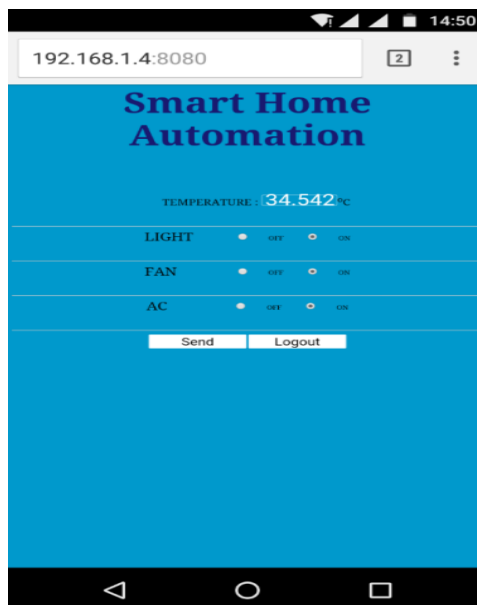 14:50
192.168.1.4:8080 2
Smart Home
Automation
TEMPERATURE : 34.542 °C
LIGHT OFF ON
FAN OFF ON
AC OFF ON
Send Logout